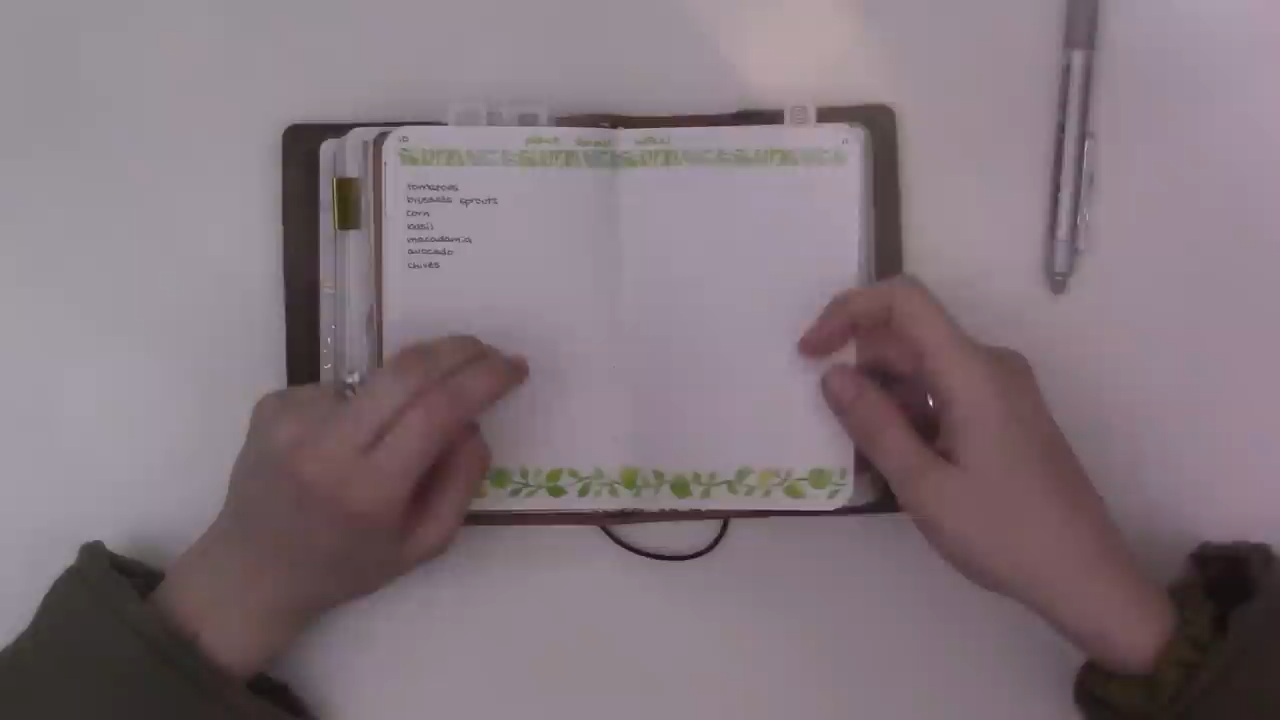 tomatoes
brussels sprouts
corn
basil
macadamia
avocado
chives